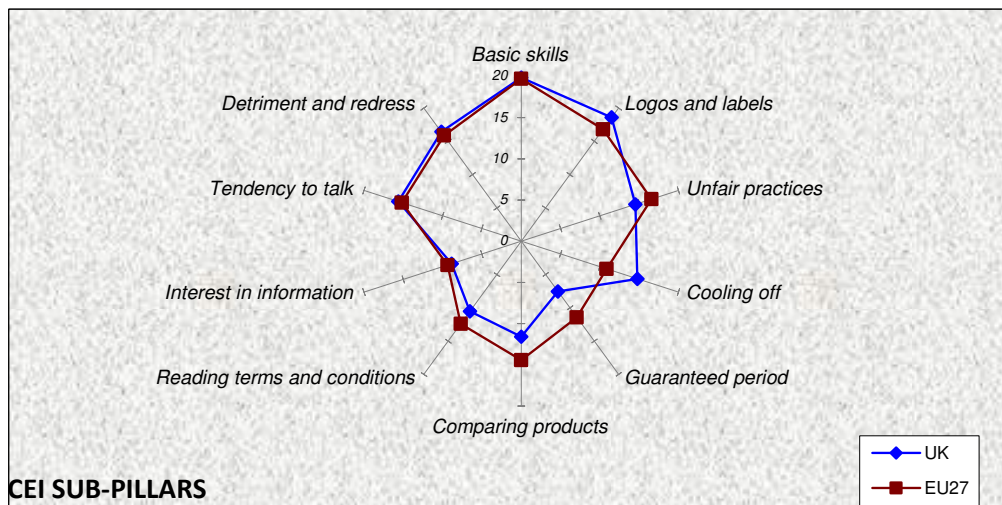 Basic skills
20
Detriment and redress
Logos and labels
15
10
Tendency to talk
Unfair practices
5
0
Interest in information
Cooling off
Reading terms and conditions
Guaranteed period
Comparing products
UK
EU27
CEI SUB-PILLARS